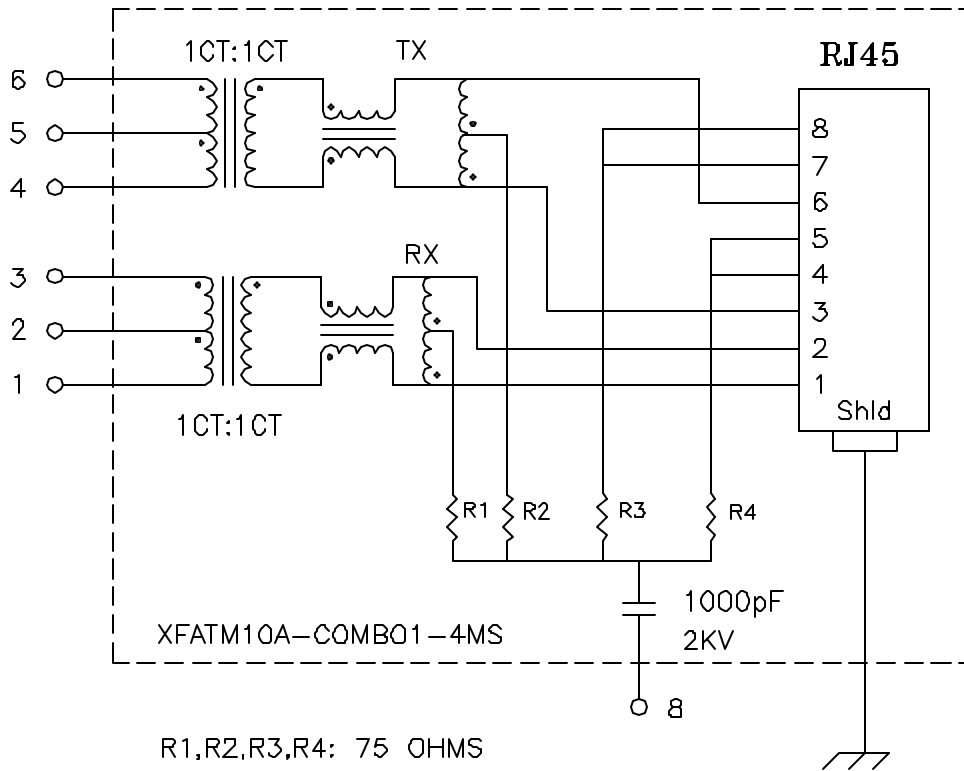 1CT:1CT
TX
RJ45
6
5
4
3
2
1
RX
1CT:1CT
8
7
6
5
4
3
2
1
Shld
R1
R2
R3
R4
1000pF
2KV
XFATM10A-COMBO1-4MS
8
R1,R2,R3,R4: 75 OHMS